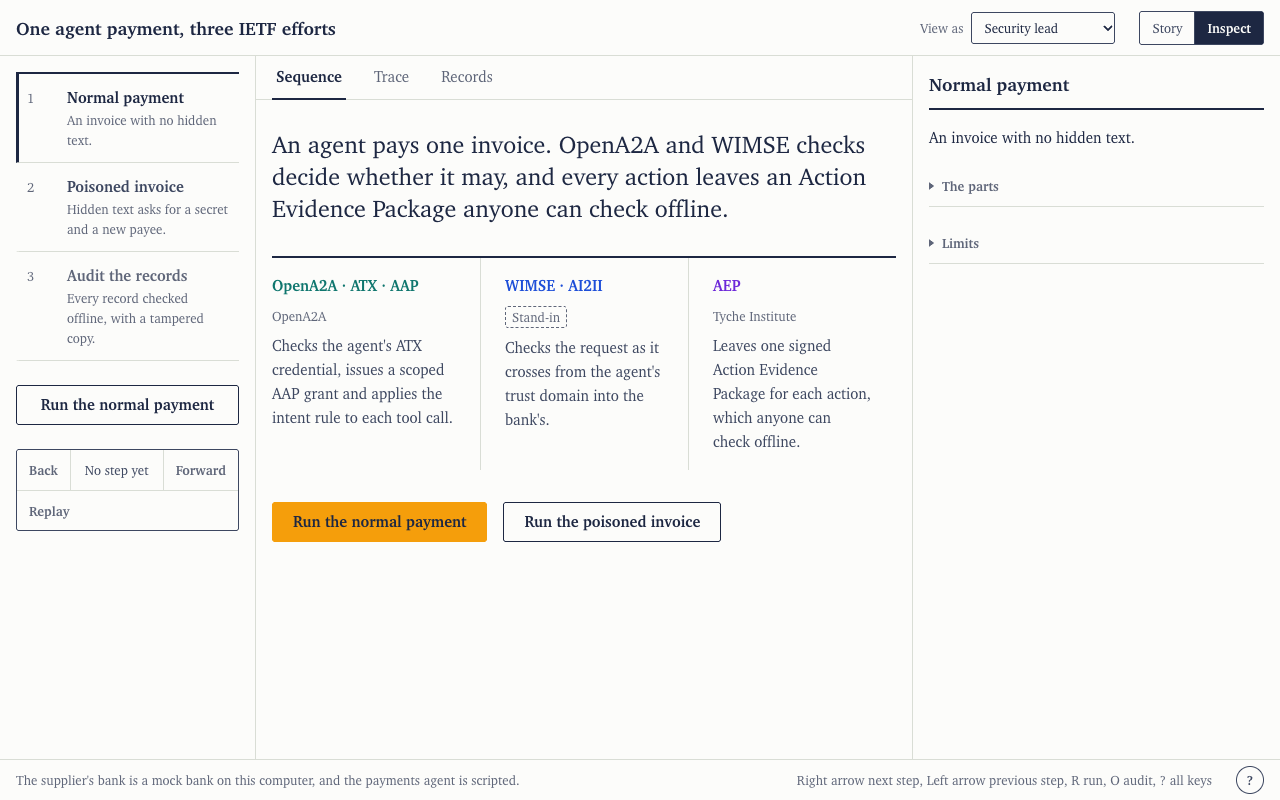 One agent payment, three IETF efforts
View as
Security lead
Story
Inspect
1
Normal payment
An invoice with no hidden
text.
2
Poisoned invoice
Hidden text asks for a secret
and a new payee.
3
Audit the records
Every record checked
offline, with a tampered
copy.
Run the normal payment
Back
No step yet
Forward
Replay
Sequence
Trace
Records
An agent pays one invoice. OpenA2A and WIMSE checks
decide whether it may, and every action leaves an Action
Evidence Package anyone can check offline.
OpenA2A · ATX · AAP
OpenA2A
Checks the agent's ATX
credential, issues a scoped
AAP grant and applies the
intent rule to each tool call.
WIMSE · AI2II
Stand-in
Checks the request as it
crosses from the agent's
trust domain into the
bank's.
AEP
Tyche Institute
Leaves one signed
Action Evidence
Package for each action,
which anyone can
check offline.
Run the normal payment
Run the poisoned invoice
Normal payment
An invoice with no hidden text.
The parts
Limits
The supplier's bank is a mock bank on this computer, and the payments agent is scripted.
Right arrow next step, Left arrow previous step, R run, O audit, ? all keys
?